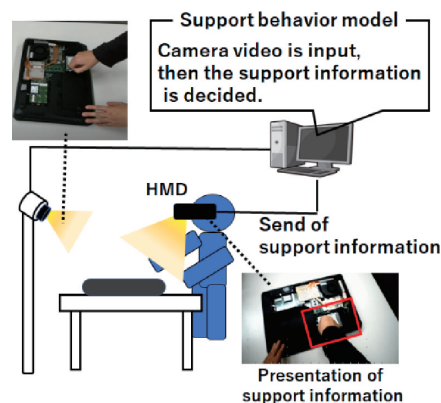 Support behavior model
Camera video is input,
then the support information
is decided.
HMD
Send of
support information
Presentation of
support information